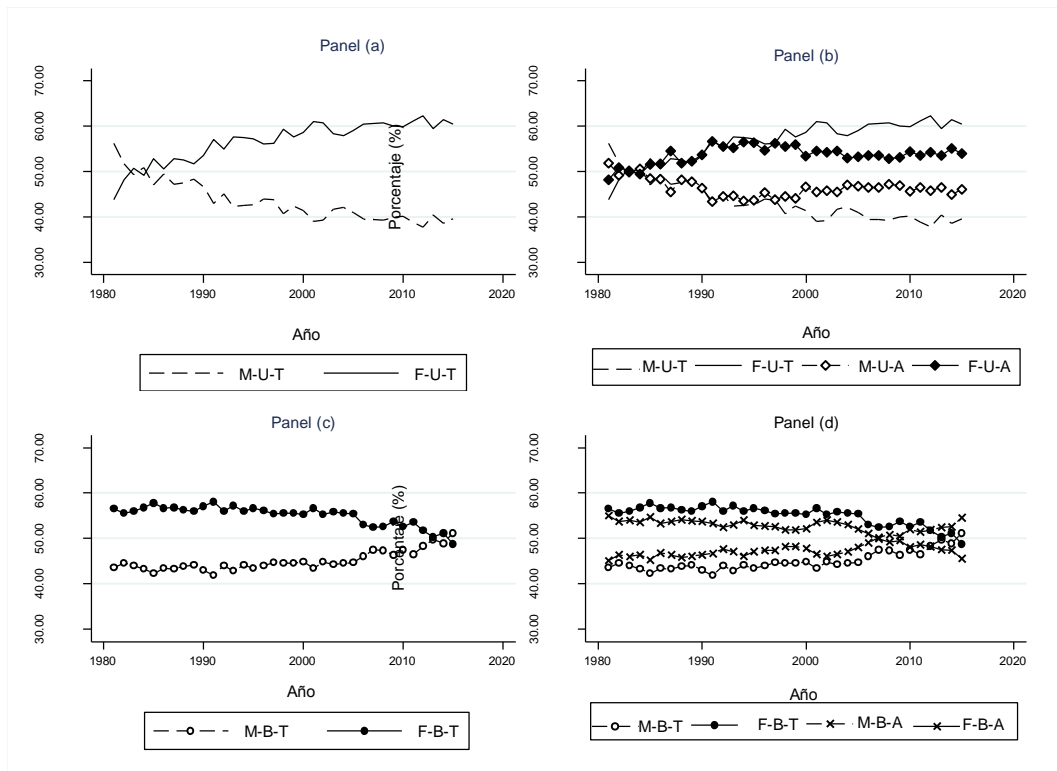 Panel (a)
70.00
60.00
50.00
40.00
30.00
Porcentaje (%)
1980 1990 2000 2010 2020
Año
M-U-T F-U-T
Panel (b)
70.00
60.00
50.00
40.00
30.00
1980 1990 2000 2010 2020
Año
M-U-T F-U-T M-U-A F-U-A
Panel (c)
70.00
60.00
50.00
40.00
30.00
Porcentaje (%)
1980 1990 2000 2010 2020
Año
M-B-T F-B-T
Panel (d)
70.00
60.00
50.00
40.00
30.00
1980 1990 2000 2010 2020
Año
M-B-T F-B-T M-B-A F-B-A